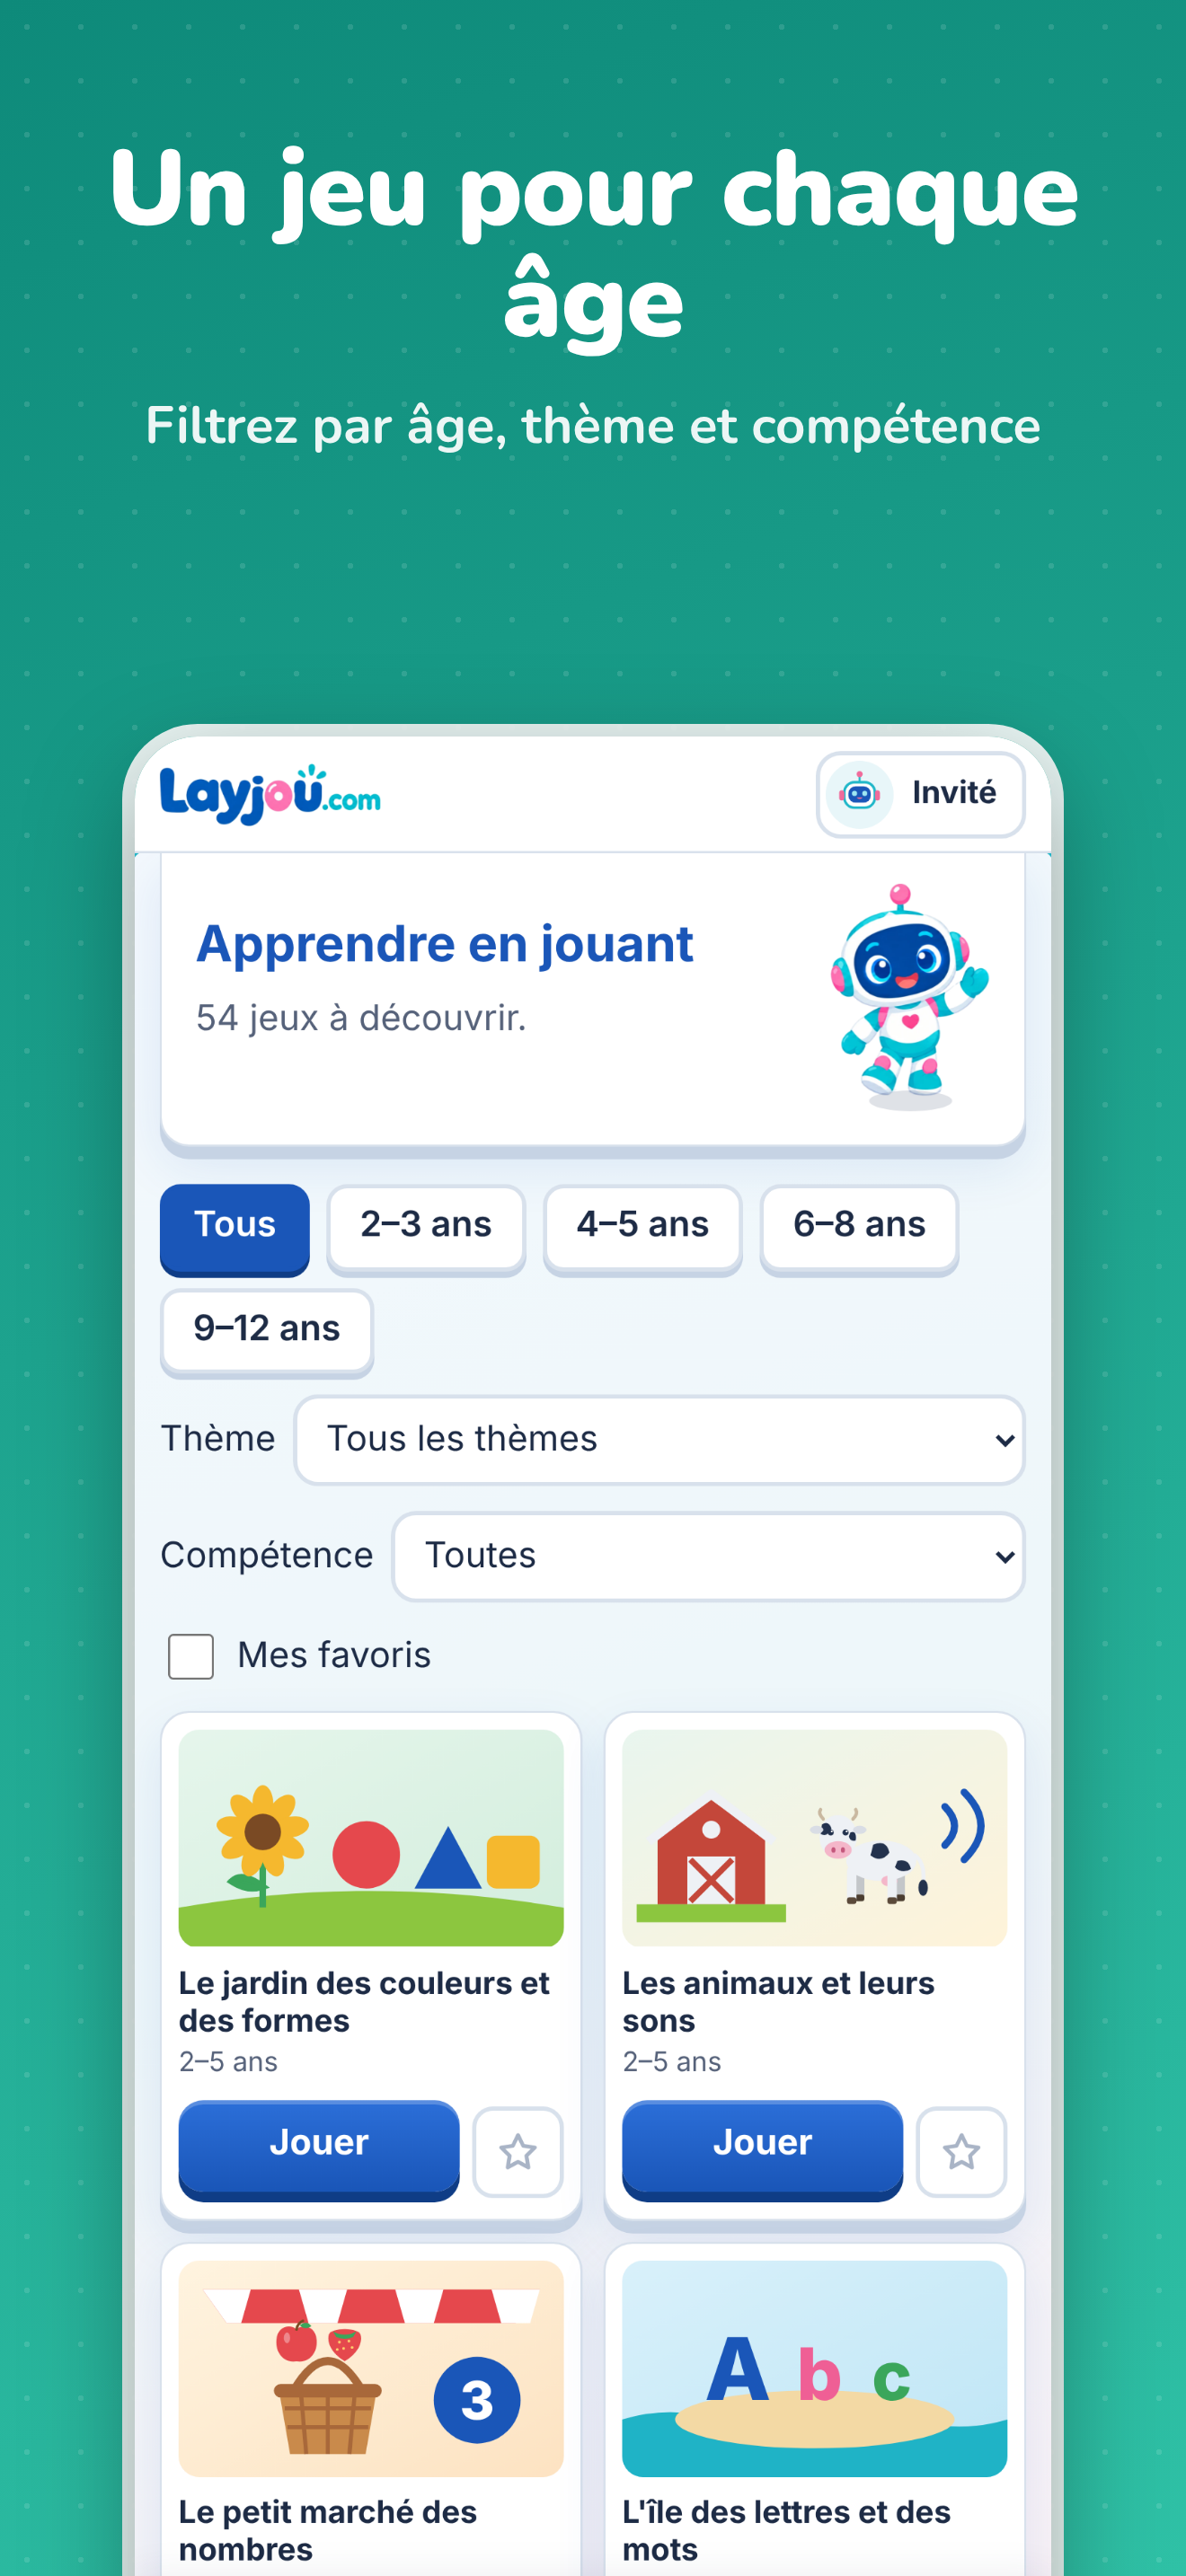 Un jeu pour chaque
âge
Filtrez par âge, thème et compétence
Layjou.com
Invité
Apprendre en jouant
54 jeux à découvrir.
Tous
2–3 ans
4–5 ans
6–8 ans
9–12 ans
Thème
Tous les thèmes
Compétence
Toutes
Mes favoris
Le jardin des couleurs et
des formes
2–5 ans
Jouer
Les animaux et leurs
sons
2–5 ans
Jouer
3
Le petit marché des
nombres
A b c
L'île des lettres et des
mots